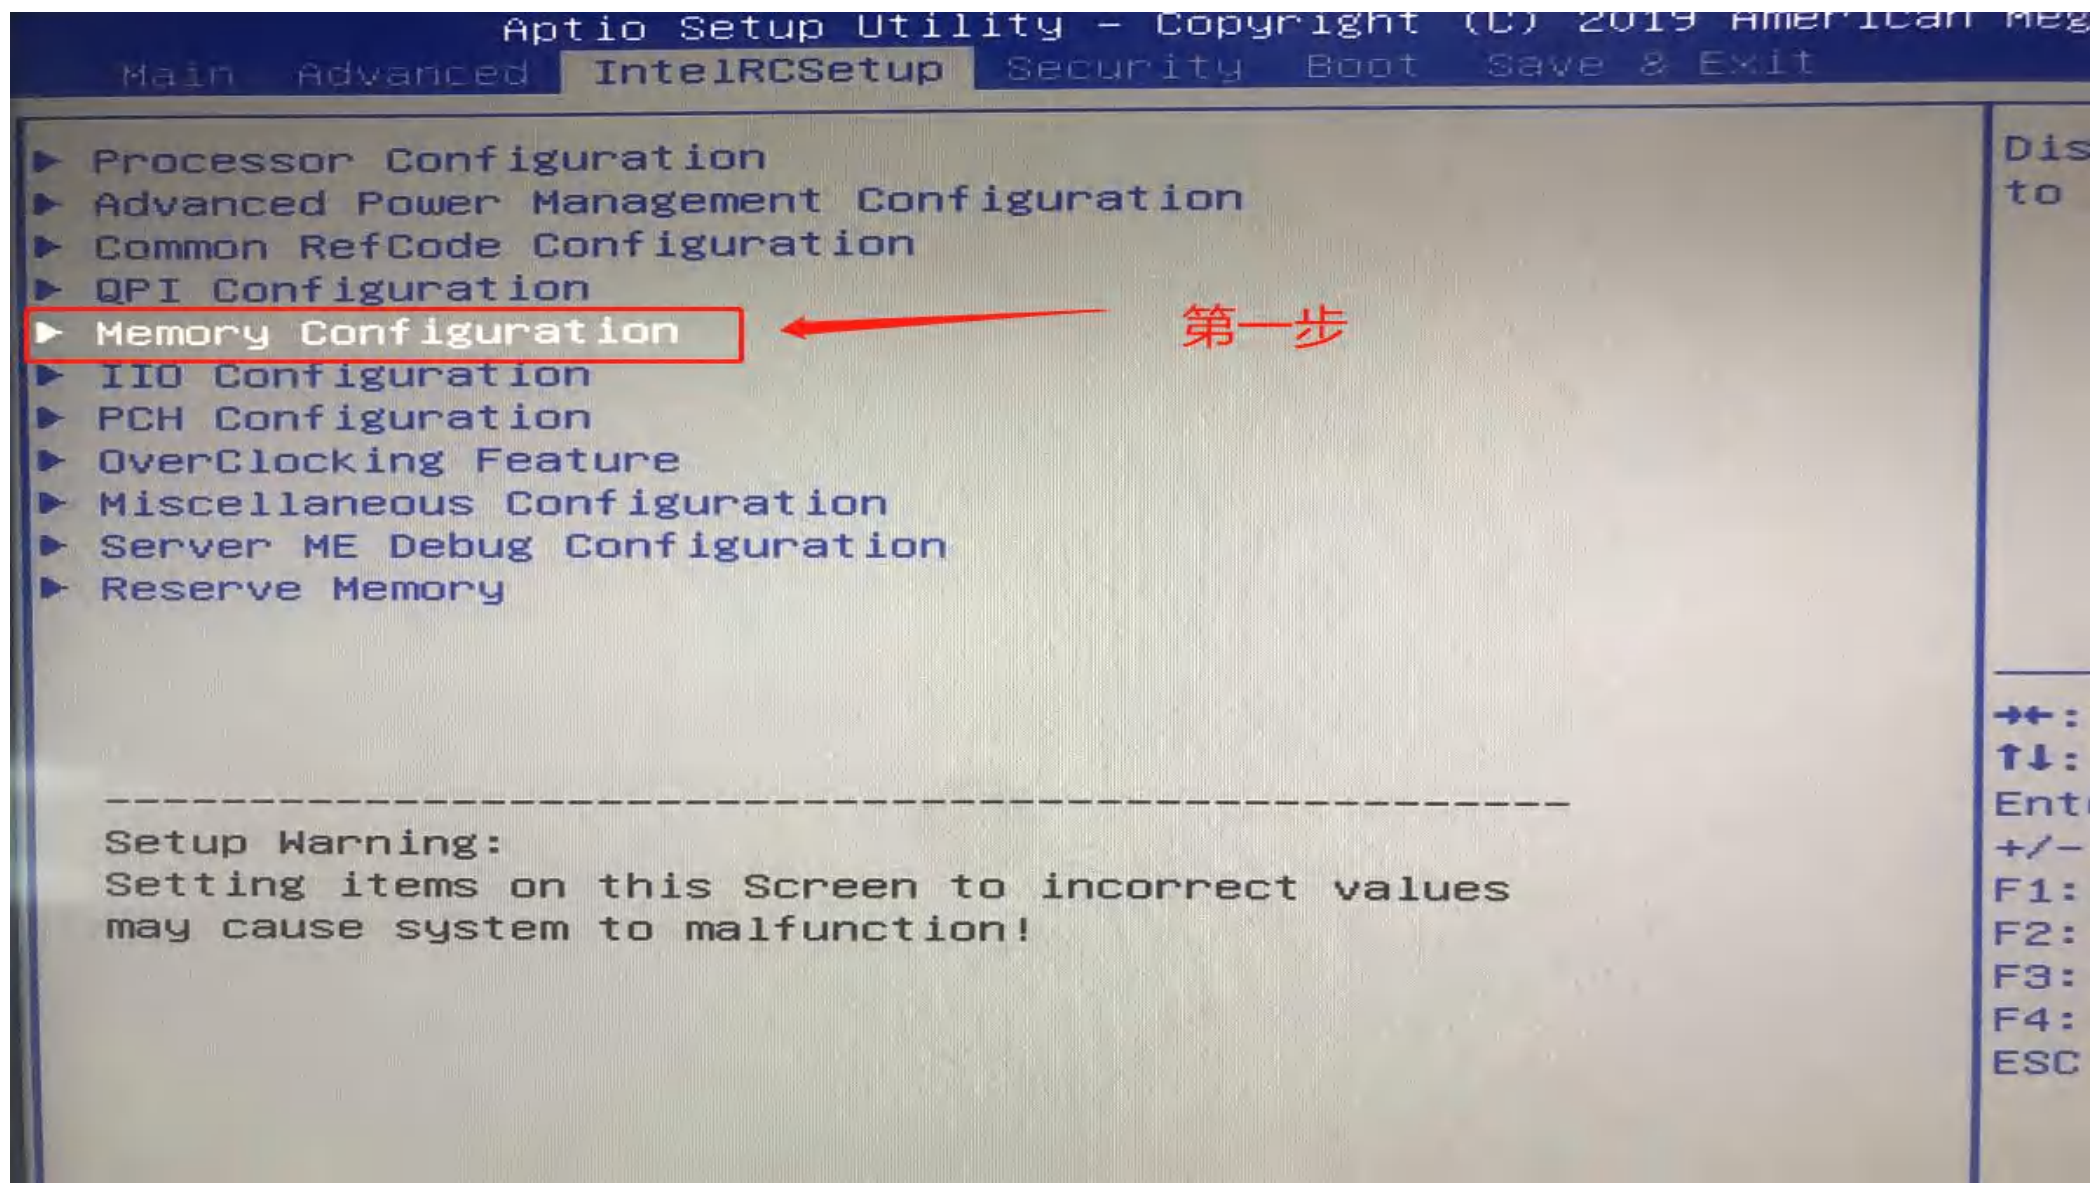 Aptio Setup Utility - Copyright (C) 2019 American Meg
Main Advanced IntelRCSetup Security Boot Save & Exit
▶ Processor Configuration
▶ Advanced Power Management Configuration
▶ Common RefCode Configuration
▶ QPI Configuration
▶ Memory Configuration
第一步
▶ IIO Configuration
▶ PCH Configuration
▶ OverClocking Feature
▶ Miscellaneous Configuration
▶ Server ME Debug Configuration
▶ Reserve Memory
------------------------------------------------
Setup Warning:
Setting items on this Screen to incorrect values
may cause system to malfunction!
Dis
to
→←:
↑↓:
Ent
+/-
F1:
F2:
F3:
F4:
ESC